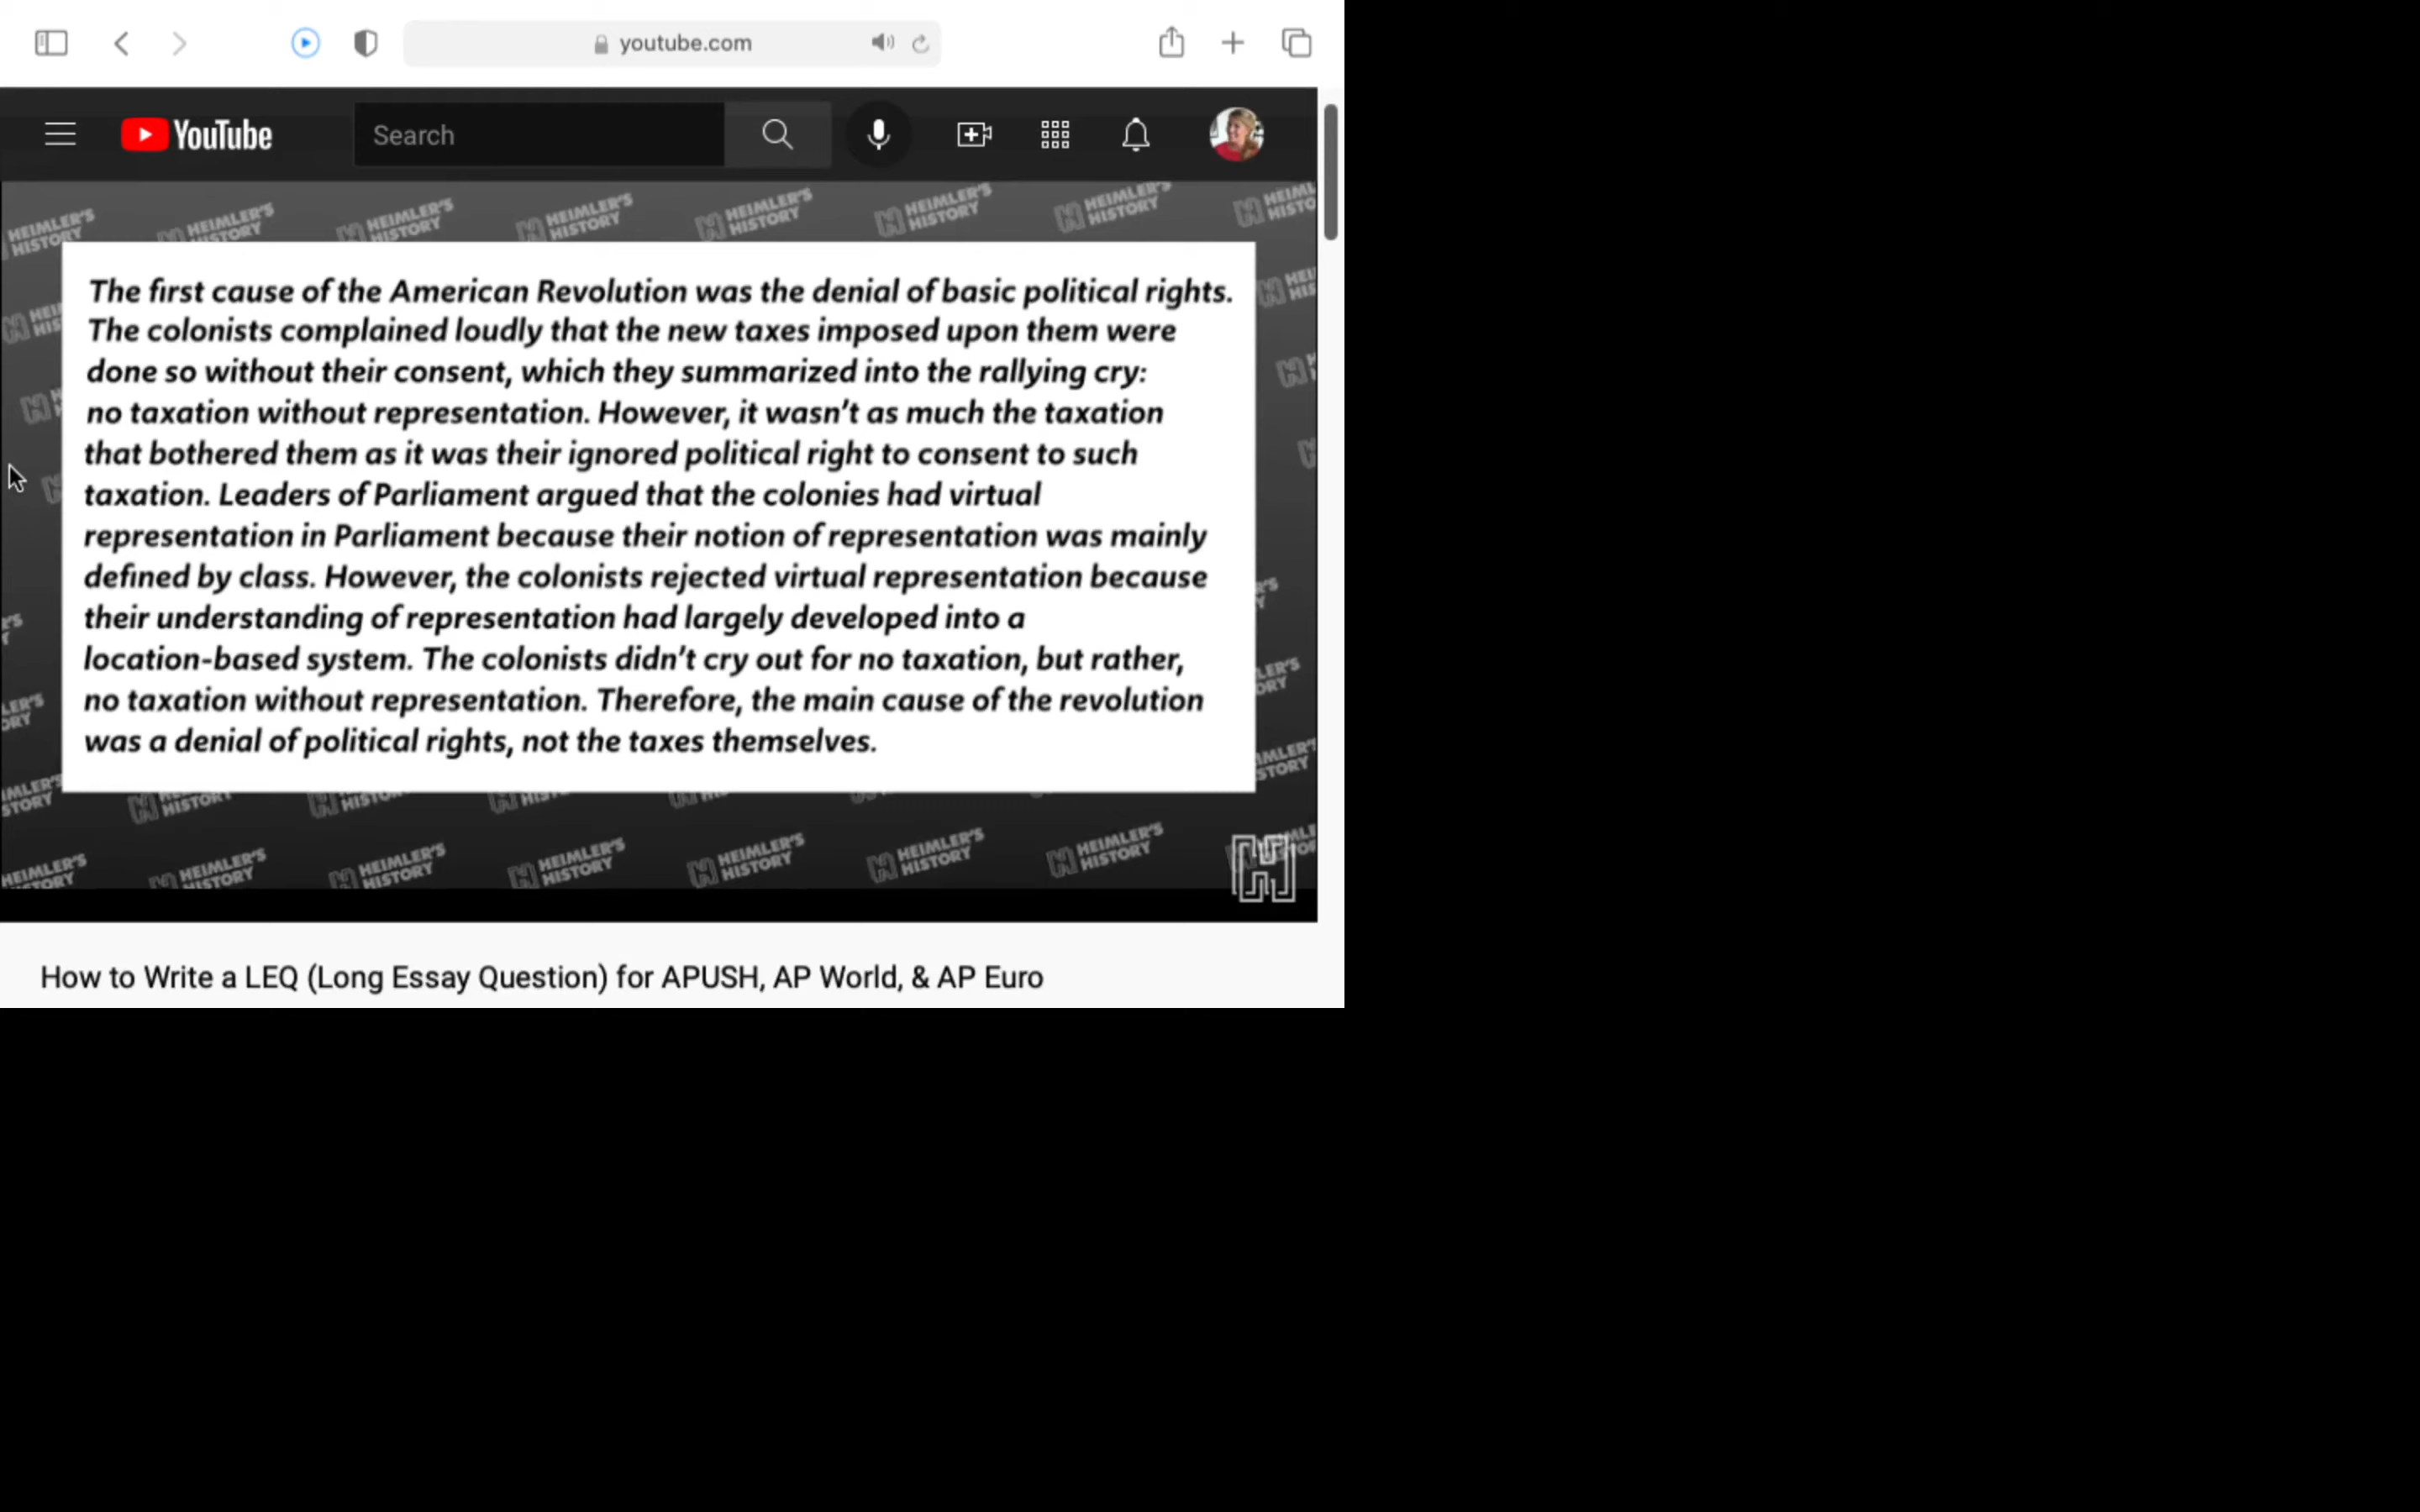 youtube.com
YouTube
Search
HEIMLER'S HISTORY
The first cause of the American Revolution was the denial of basic political rights.
The colonists complained loudly that the new taxes imposed upon them were
done so without their consent, which they summarized into the rallying cry:
no taxation without representation. However, it wasn't as much the taxation
that bothered them as it was their ignored political right to consent to such
taxation. Leaders of Parliament argued that the colonies had virtual
representation in Parliament because their notion of representation was mainly
defined by class. However, the colonists rejected virtual representation because
their understanding of representation had largely developed into a
location-based system. The colonists didn't cry out for no taxation, but rather,
no taxation without representation. Therefore, the main cause of the revolution
was a denial of political rights, not the taxes themselves.
How to Write a LEQ (Long Essay Question) for APUSH, AP World, & AP Euro